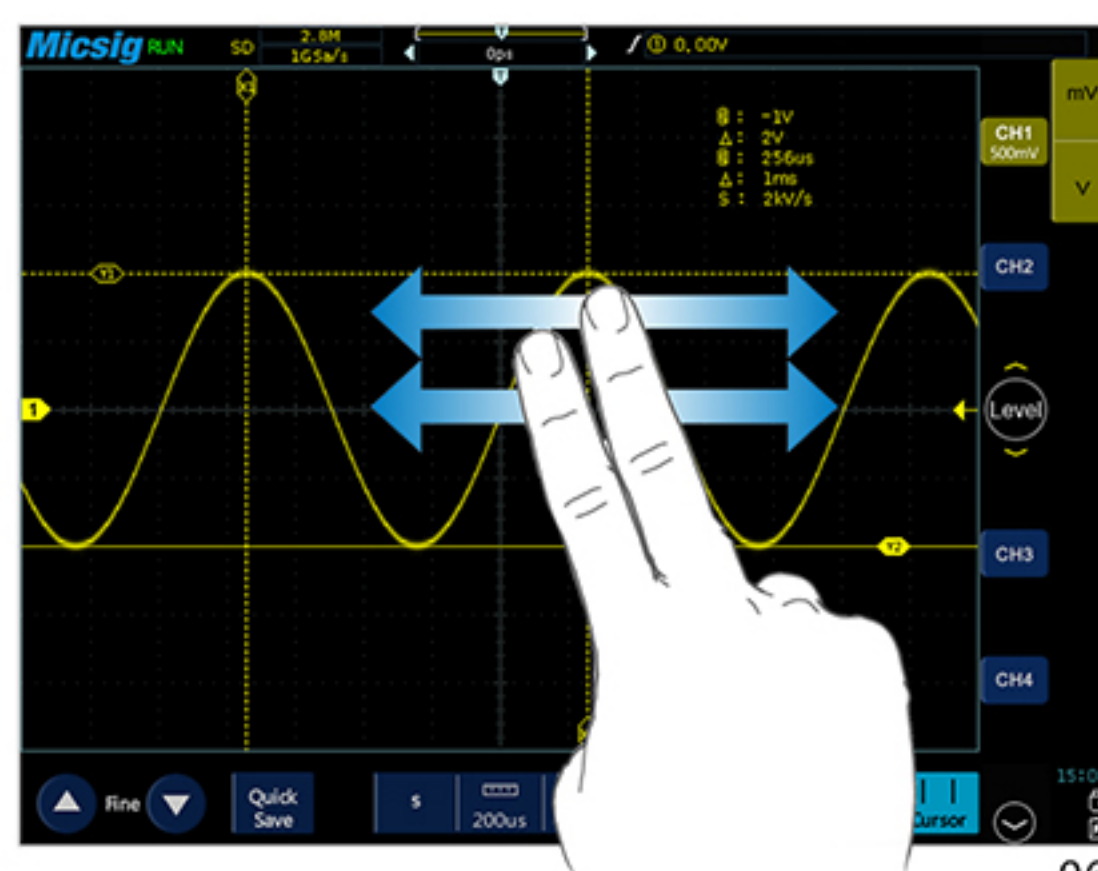 Micsig RUN SD 2.8M 0ps 1 0.00V
1GSa/s
T
T
mV
: -1V
Δ: 2V
: 256us
Δ: 1ms
S: 2kV/s
CH1
500mV
V
CH2
Y1
1
Level
Y2
CH3
CH4
15:0
Fine
Quick
Save
S
200us
Cursor